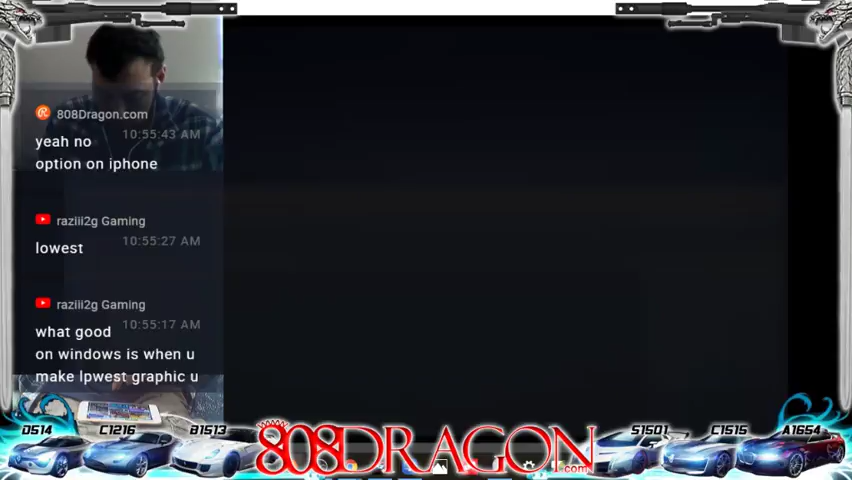 808Dragon.com
10:55:43 AM
yeah no
option on iphone
raziii2g Gaming
10:55:27 AM
lowest
raziii2g Gaming
10:55:17 AM
what good
on windows is when u
make lpwest graphic u
D514 C1216 B1513
808DRAGON.com
S1501 C1515 A1654